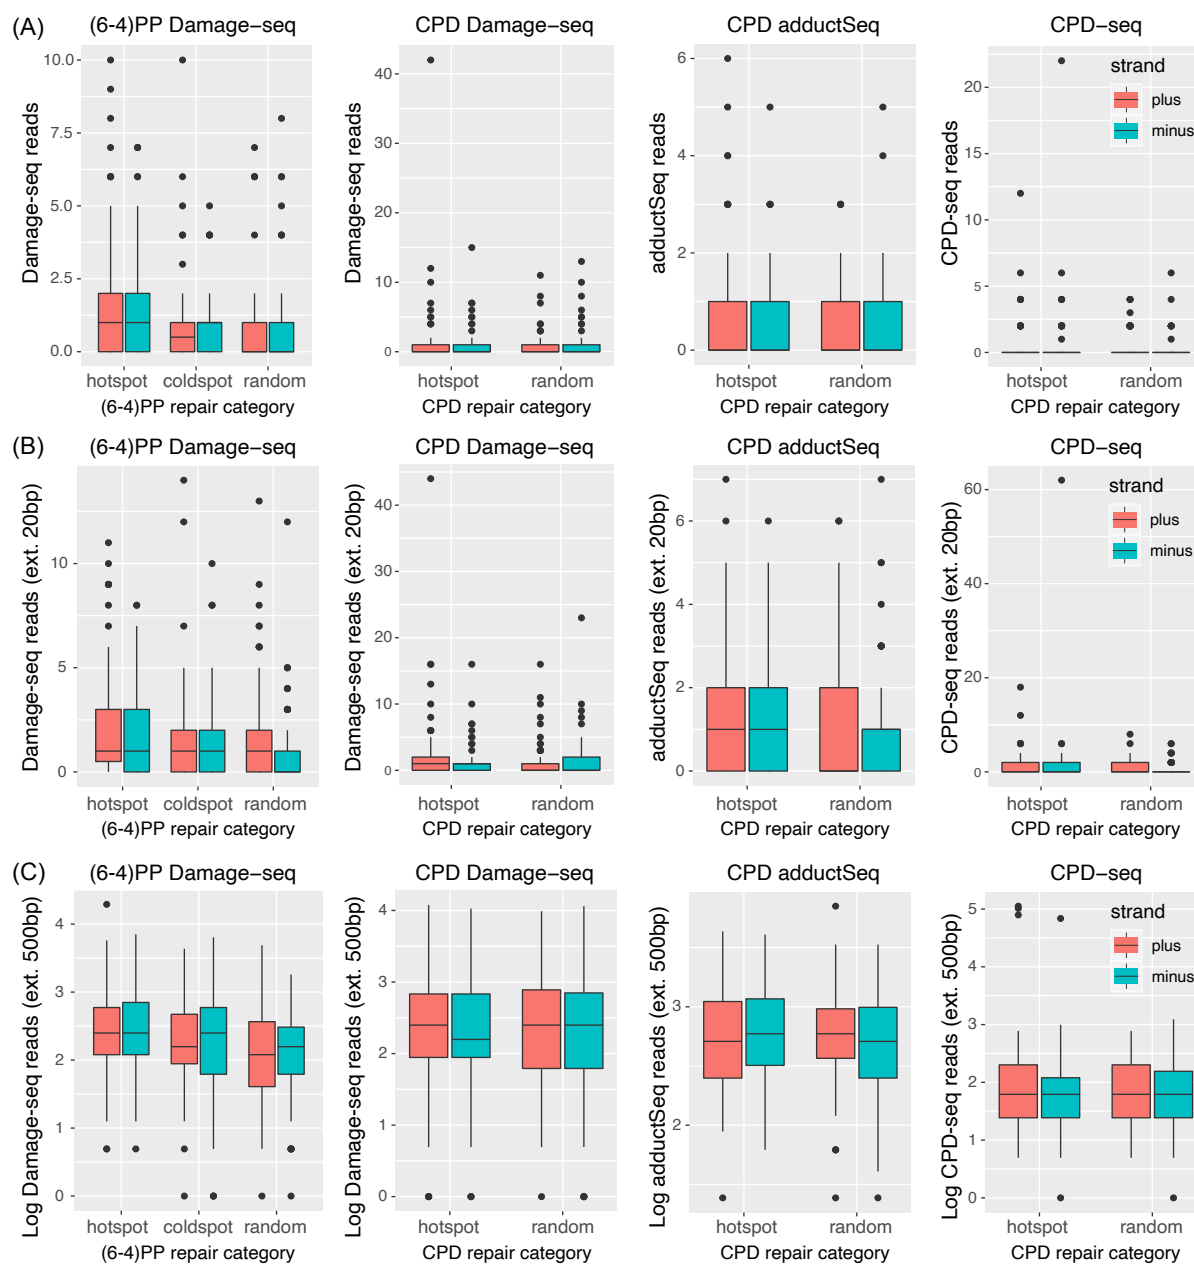 (A)
(6-4)PP Damage-seq
CPD Damage-seq
CPD adductSeq
CPD-seq
Damage-seq reads
10.0
7.5
5.0
2.5
0.0
hotspot coldspot random
(6-4)PP repair category
Damage-seq reads
40
30
20
10
0
hotspot random
CPD repair category
adductSeq reads
6
4
2
0
hotspot random
CPD repair category
CPD-seq reads
20
15
10
5
0
strand
plus
minus
hotspot random
CPD repair category
(B)
(6-4)PP Damage-seq
CPD Damage-seq
CPD adductSeq
CPD-seq
Damage-seq reads (ext. 20bp)
10
5
0
hotspot coldspot random
(6-4)PP repair category
Damage-seq reads (ext. 20bp)
40
30
20
10
0
hotspot random
CPD repair category
adductSeq reads (ext. 20bp)
6
4
2
0
hotspot random
CPD repair category
CPD-seq reads (ext. 20bp)
60
40
20
0
strand
plus
minus
hotspot random
CPD repair category
(C)
(6-4)PP Damage-seq
CPD Damage-seq
CPD adductSeq
CPD-seq
Log Damage-seq reads (ext. 500bp)
4
3
2
1
0
hotspot coldspot random
(6-4)PP repair category
Log Damage-seq reads (ext. 500bp)
4
3
2
1
0
hotspot random
CPD repair category
Log adductSeq reads (ext. 500bp)
3
2
hotspot random
CPD repair category
Log CPD-seq reads (ext. 500bp)
5
4
3
2
1
0
strand
plus
minus
hotspot random
CPD repair category